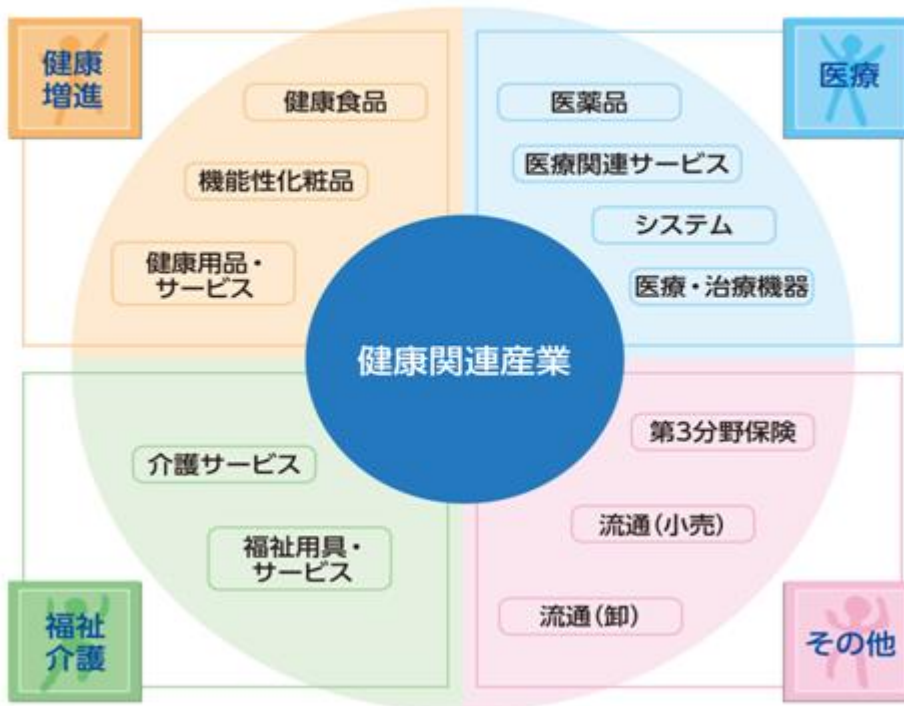 健康
増進
健康食品
機能性化粧品
健康用品・
サービス
医療
医薬品
医療関連サービス
システム
医療・治療機器
健康関連産業
介護サービス
福祉用具・
サービス
福祉
介護
第3分野保険
流通(小売)
流通(卸)
その他